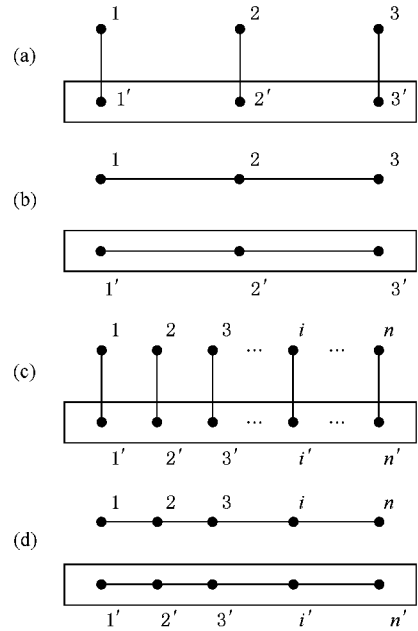 1 2 3
(a)
1′ 2′ 3′
1 2 3
(b)
1′ 2′ 3′
1 2 3 i n
... ...
(c)
... ...
1′ 2′ 3′ i′ n′
1 2 3 i n
(d)
1′ 2′ 3′ i′ n′